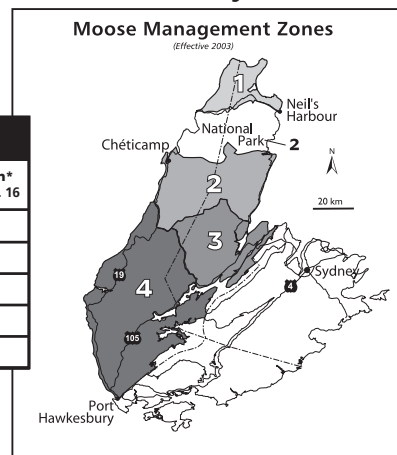 Moose Management Zones
(Effective 2003)
1
Neil's
Harbour
National
Park
2
Chéticamp
2
N
20 km
3
Sydney
4
19
4
105
Port
Hawkesbury
16